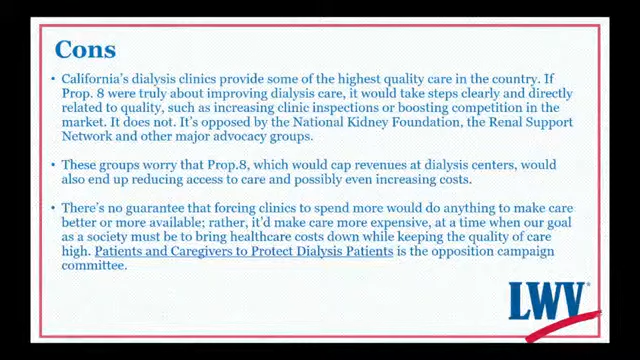 Cons
• California's dialysis clinics provide some of the highest quality care in the country. If
Prop. 8 were truly about improving dialysis care, it would take steps clearly and directly
related to quality, such as increasing clinic inspections or boosting competition in the
market. It does not. It's opposed by the National Kidney Foundation, the Renal Support
Network and other major advocacy groups.
• These groups worry that Prop.8, which would cap revenues at dialysis centers, would
also end up reducing access to care and possibly even increasing costs.
• There's no guarantee that forcing clinics to spend more would do anything to make care
better or more available; rather, it'd make care more expensive, at a time when our goal
as a society must be to bring healthcare costs down while keeping the quality of care
high. Patients and Caregivers to Protect Dialysis Patients is the opposition campaign
committee.
LWV®